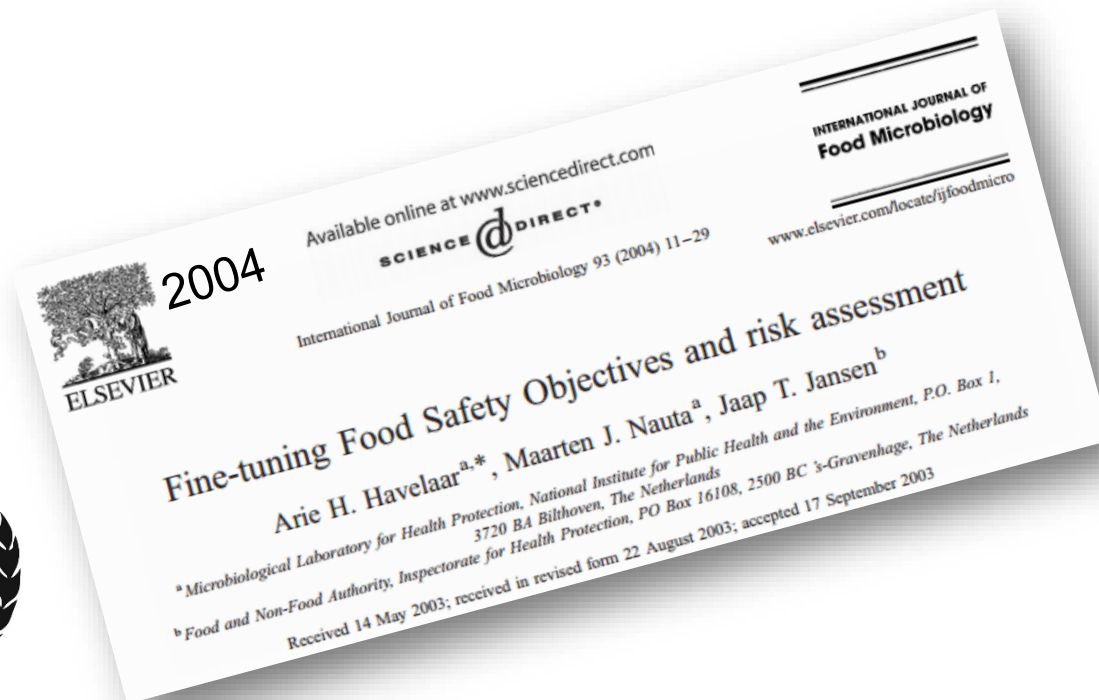 INTERNATIONAL JOURNAL OF
Food Microbiology
Available online at www.sciencedirect.com
SCIENCE DIRECT®
www.elsevier.com/locate/ijfoodmicro
2004
ELSEVIER
International Journal of Food Microbiology 93 (2004) 11–29
Fine-tuning Food Safety Objectives and risk assessment
Arie H. Havelaar a,*, Maarten J. Nauta a, Jaap T. Jansen b
a Microbiological Laboratory for Health Protection, National Institute for Public Health and the Environment, P.O. Box 1,
3720 BA Bilthoven, The Netherlands
b Food and Non-Food Authority, Inspectorate for Health Protection, PO Box 16108, 2500 BC 's-Gravenhage, The Netherlands
Received 14 May 2003; received in revised form 22 August 2003; accepted 17 September 2003